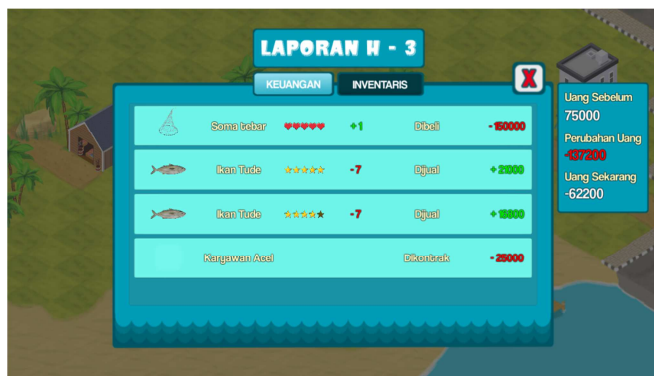 LAPORAN H - 3
KEUANGAN
INVENTARIS
X
Soma tebar +1 Dibeli -150000
Ikan Tude -7 Dijual +21000
Ikan Tude -7 Dijual +16800
Karyawan Acel Dikontrak -25000
Uang Sebelum
75000
Perubahan Uang
-137200
Uang Sekarang
-62200